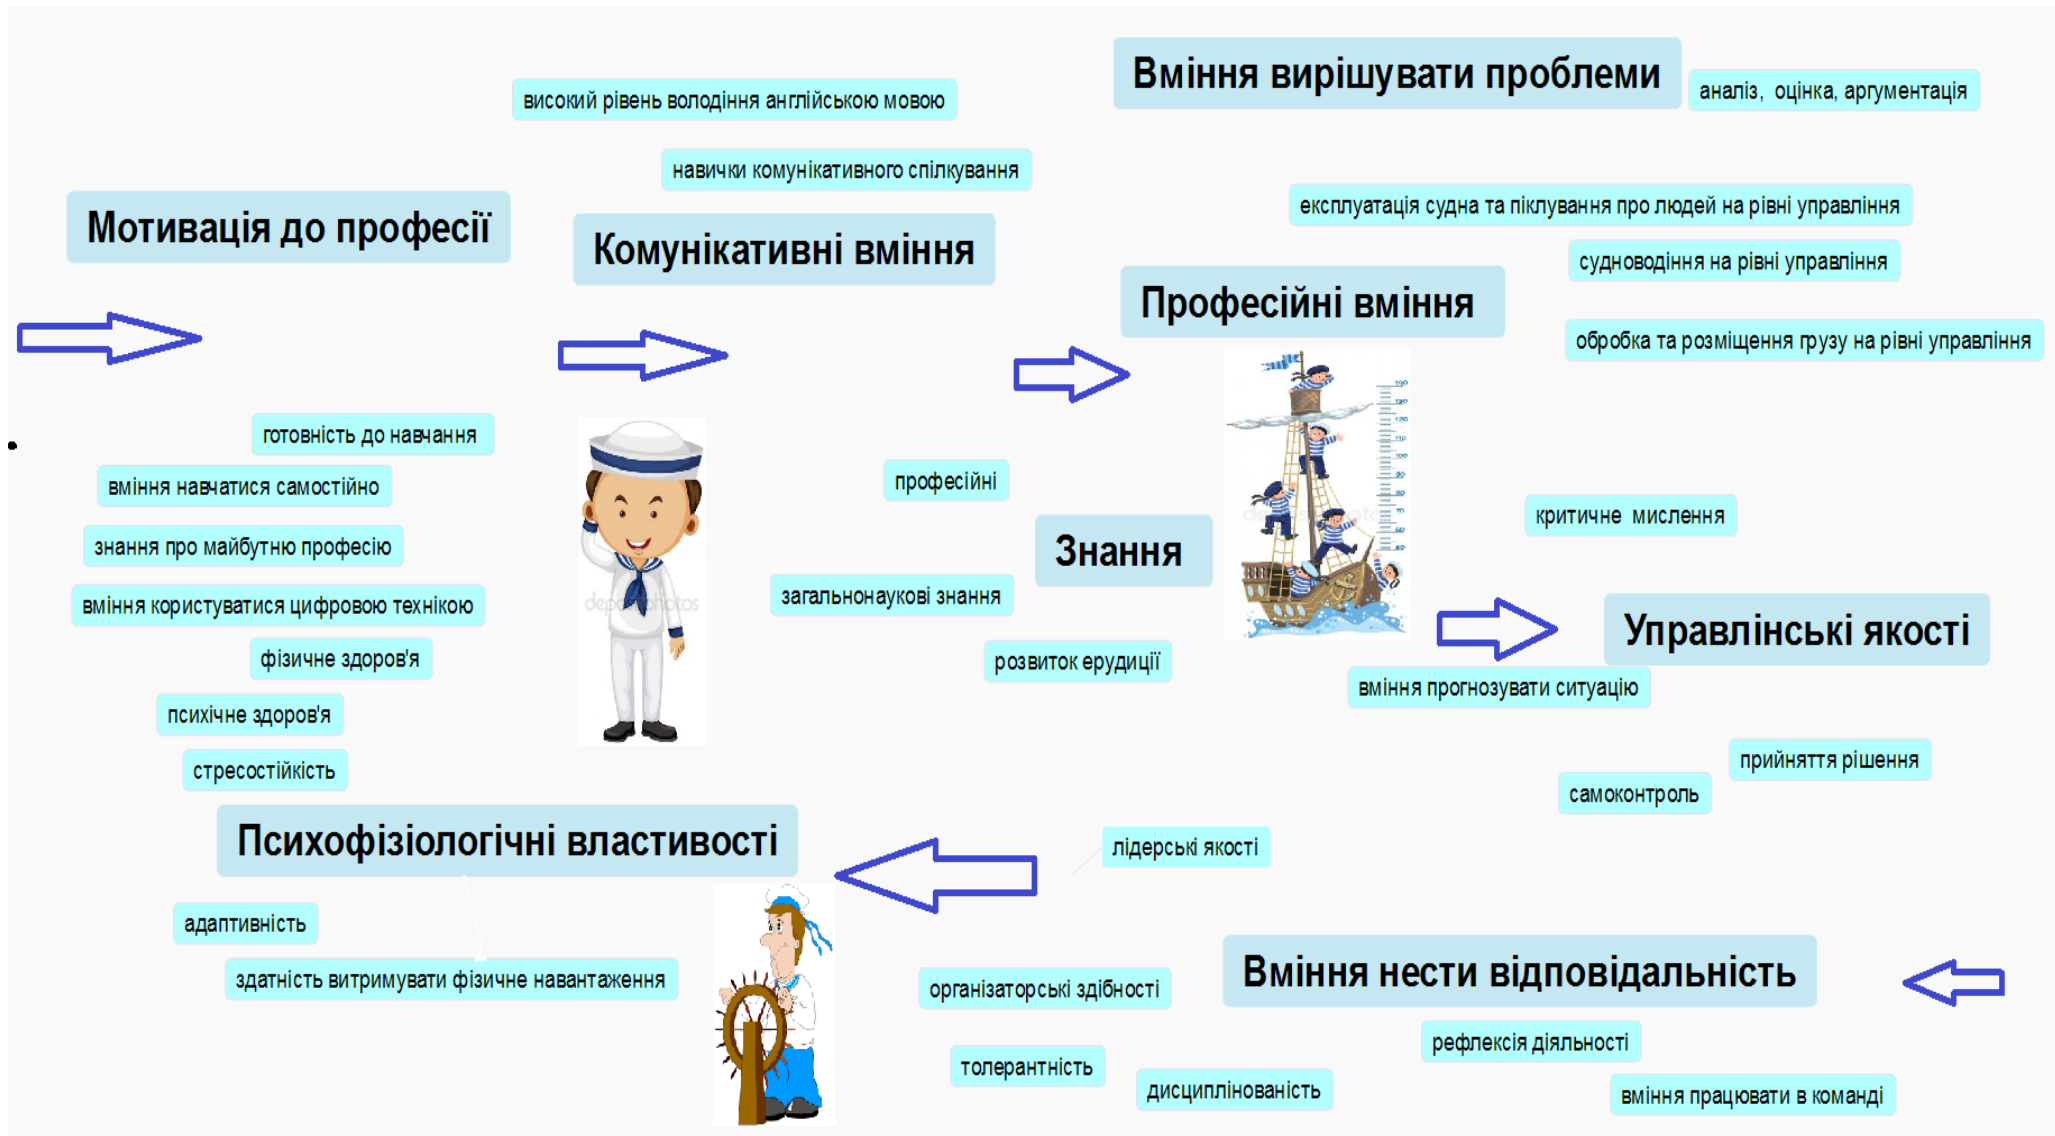 Вміння вирішувати проблеми
аналіз, оцінка, аргументація
високий рівень володіння англійською мовою
навички комунікативного спілкування
Мотивація до професії
Комунікативні вміння
експлуатація судна та піклування про людей на рівні управління
судноводіння на рівні управління
Професійні вміння
обробка та розміщення грузу на рівні управління
готовність до навчання
вміння навчатися самостійно
знання про майбутню професію
вміння користуватися цифровою технікою
фізичне здоров'я
психічне здоров'я
стресостійкість
depositphotos
професійні
Знання
загальнонаукові знання
розвиток ерудиції
критичне мислення
Управлінські якості
вміння прогнозувати ситуацію
прийняття рішення
самоконтроль
Психофізіологічні властивості
лідерські якості
адаптивність
здатність витримувати фізичне навантаження
Вміння нести відповідальність
організаторські здібності
рефлексія діяльності
толерантність
дисциплінованість
вміння працювати в команді